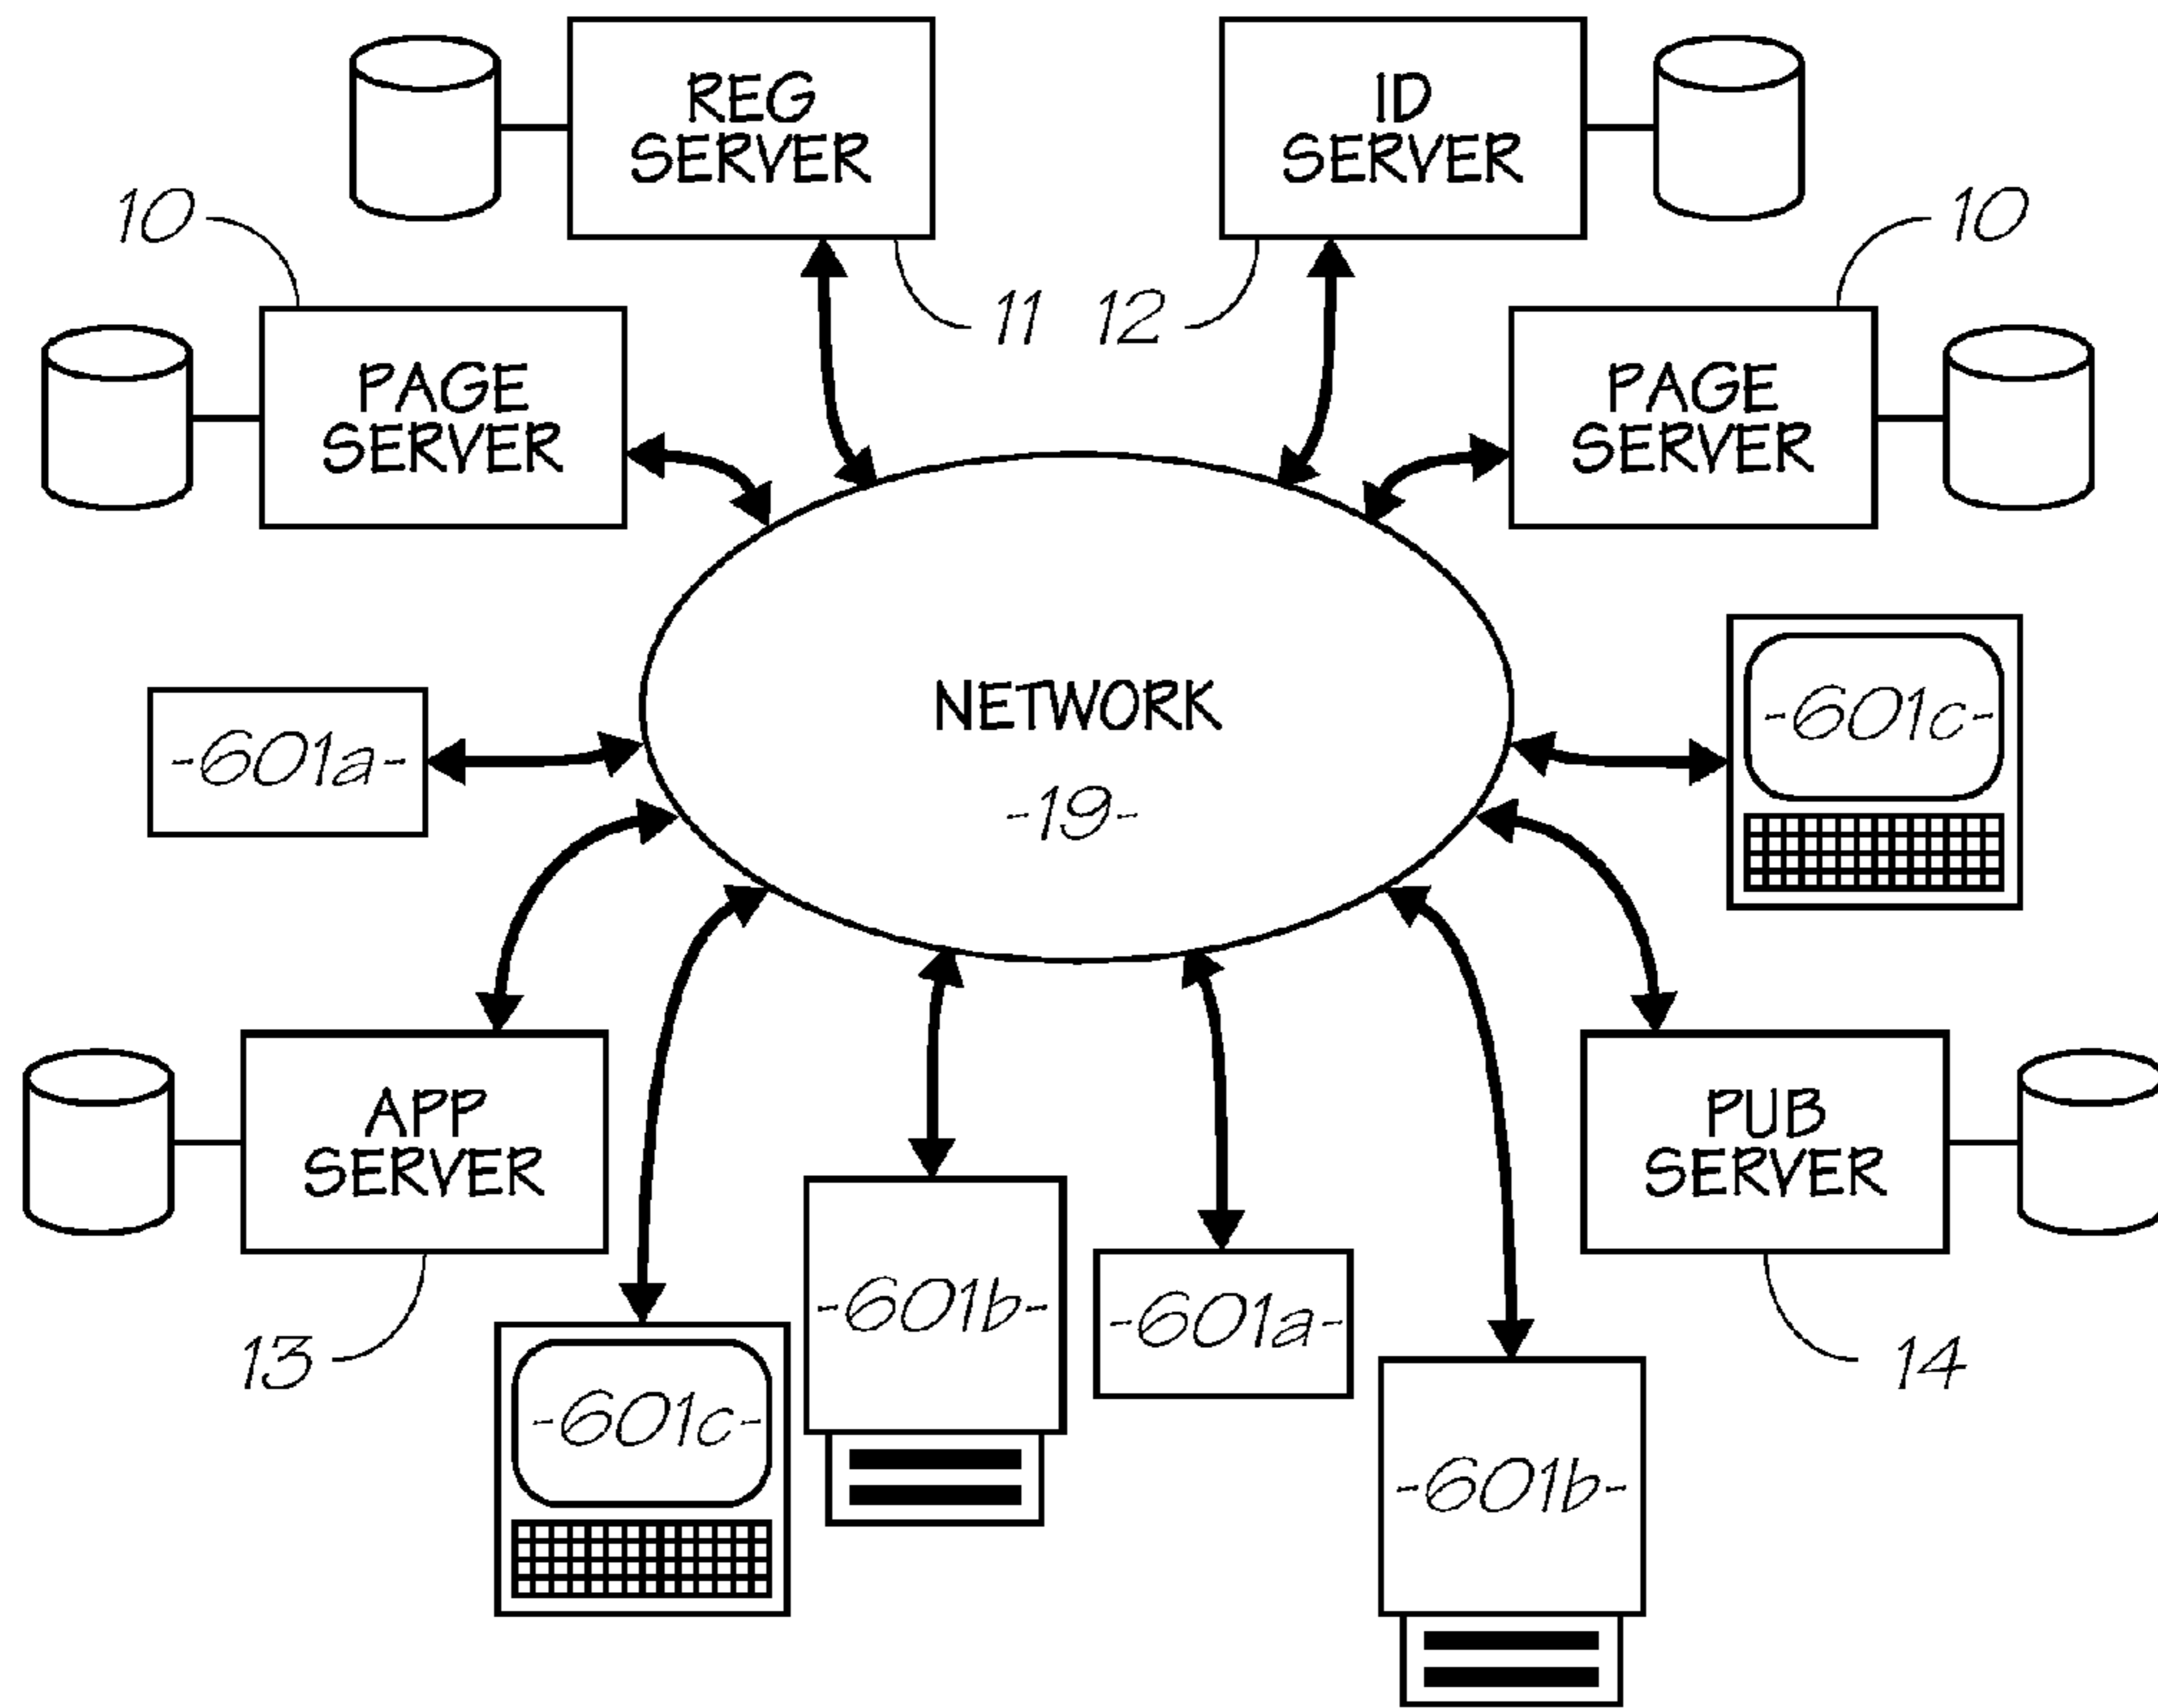 REG
SERVER
ID
SERVER
10
10
11
12
PAGE
SERVER
PAGE
SERVER
NETWORK
-19-
-601a-
-601c-
APP
SERVER
PUB
SERVER
13
14
-601b-
-601a-
-601c-
-601b-